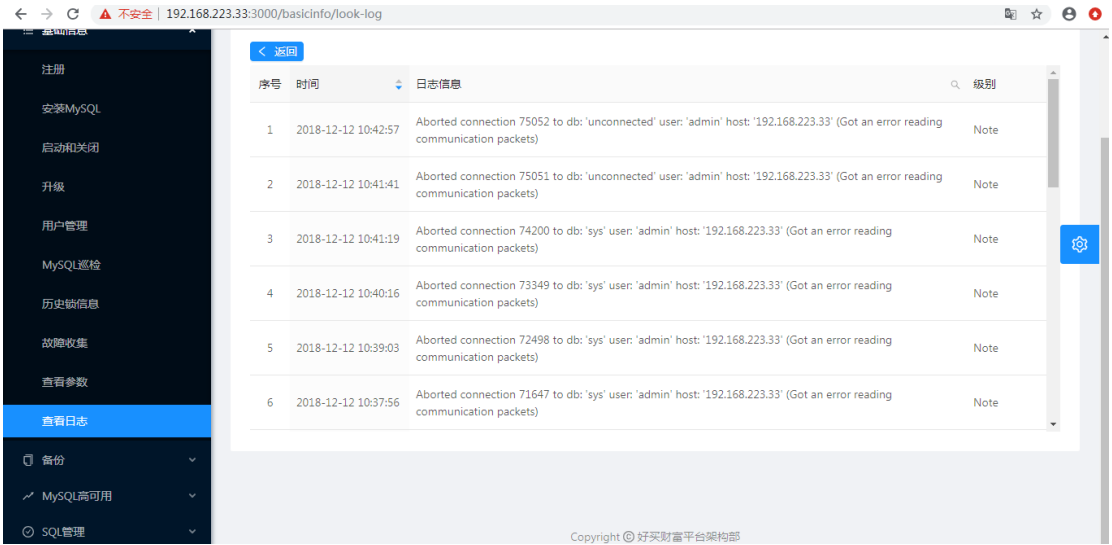 不安全 192.168.223.33:3000/basicinfo/look-log
基础信息
注册
安装MySQL
启动和关闭
升级
用户管理
MySQL巡检
历史锁信息
故障收集
查看参数
查看日志
备份
MySQL高可用
SQL管理
返回
序号 时间 日志信息 级别
1 2018-12-12 10:42:57 Aborted connection 75052 to db: 'unconnected' user: 'admin' host: '192.168.223.33' (Got an error reading
communication packets) Note
2 2018-12-12 10:41:41 Aborted connection 75051 to db: 'unconnected' user: 'admin' host: '192.168.223.33' (Got an error reading
communication packets) Note
3 2018-12-12 10:41:19 Aborted connection 74200 to db: 'sys' user: 'admin' host: '192.168.223.33' (Got an error reading
communication packets) Note
4 2018-12-12 10:40:16 Aborted connection 73349 to db: 'sys' user: 'admin' host: '192.168.223.33' (Got an error reading
communication packets) Note
5 2018-12-12 10:39:03 Aborted connection 72498 to db: 'sys' user: 'admin' host: '192.168.223.33' (Got an error reading
communication packets) Note
6 2018-12-12 10:37:56 Aborted connection 71647 to db: 'sys' user: 'admin' host: '192.168.223.33' (Got an error reading
communication packets) Note
Copyright © 好买财富平台架构部